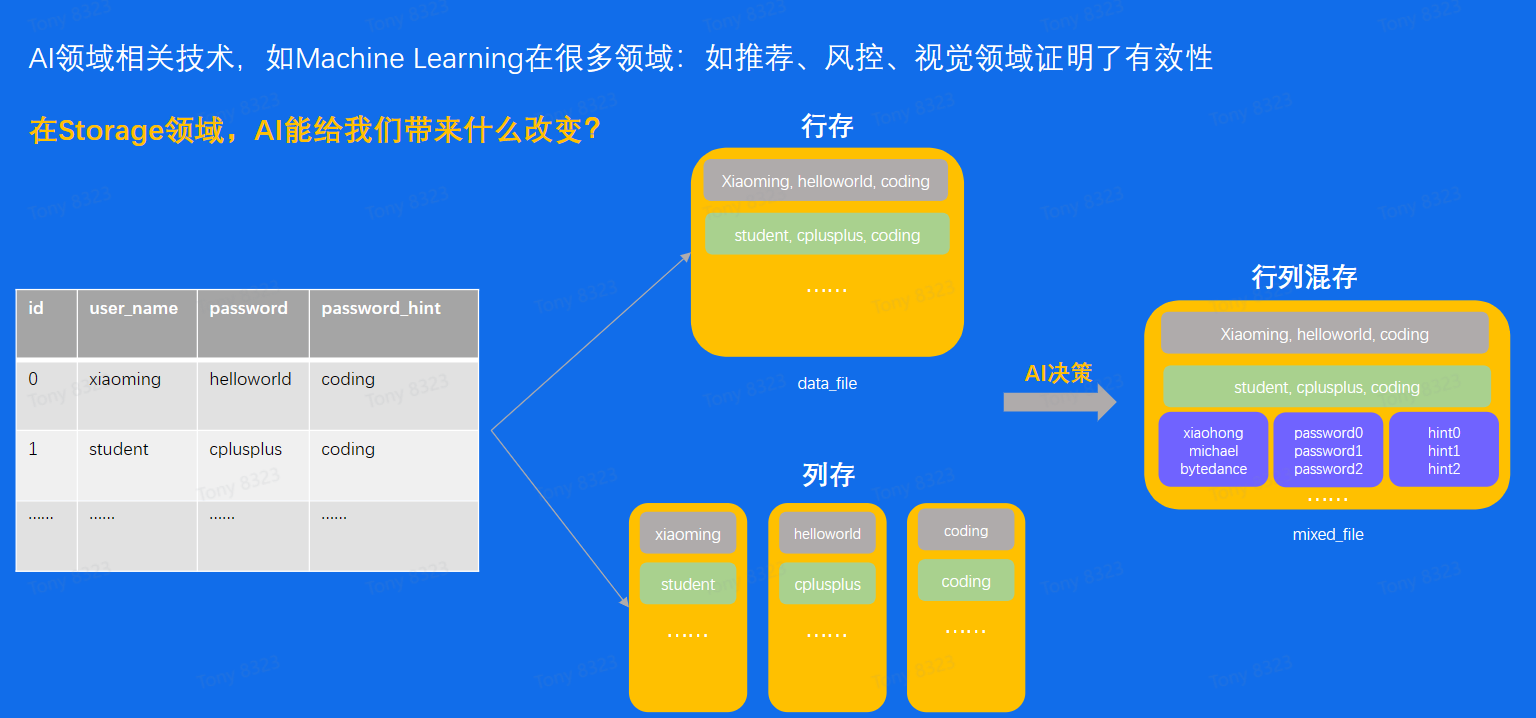 AI领域相关技术，如Machine Learning在很多领域：如推荐、风控、视觉领域证明了有效性
在Storage领域，AI能给我们带来什么改变？
id user_name password password_hint
0 xiaoming helloworld coding
1 student cplusplus coding
…… …… …… ……
行存
Xiaoming, helloworld, coding
student, cplusplus, coding
……
data_file
列存
xiaoming helloworld coding
student cplusplus coding
…… …… ……
AI决策
行列混存
Xiaoming, helloworld, coding
student, cplusplus, coding
xiaohong password0 hint0
michael password1 hint1
bytedance password2 hint2
……
mixed_file
Tony 8323